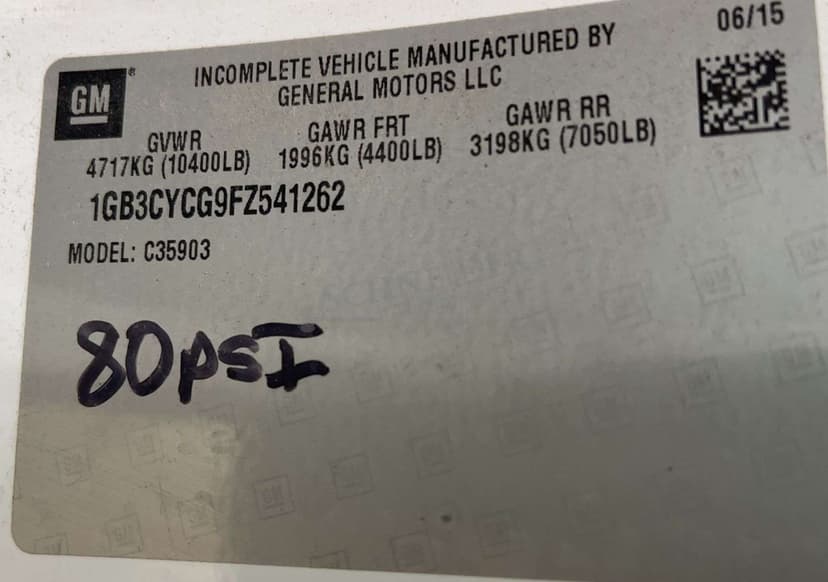 06/15
GM®
INCOMPLETE VEHICLE MANUFACTURED BY
GENERAL MOTORS LLC
GVWR GAWR FRT GAWR RR
4717KG (10400LB) 1996KG (4400LB) 3198KG (7050LB)
1GB3CYCG9FZ541262
MODEL: C35903
80psI